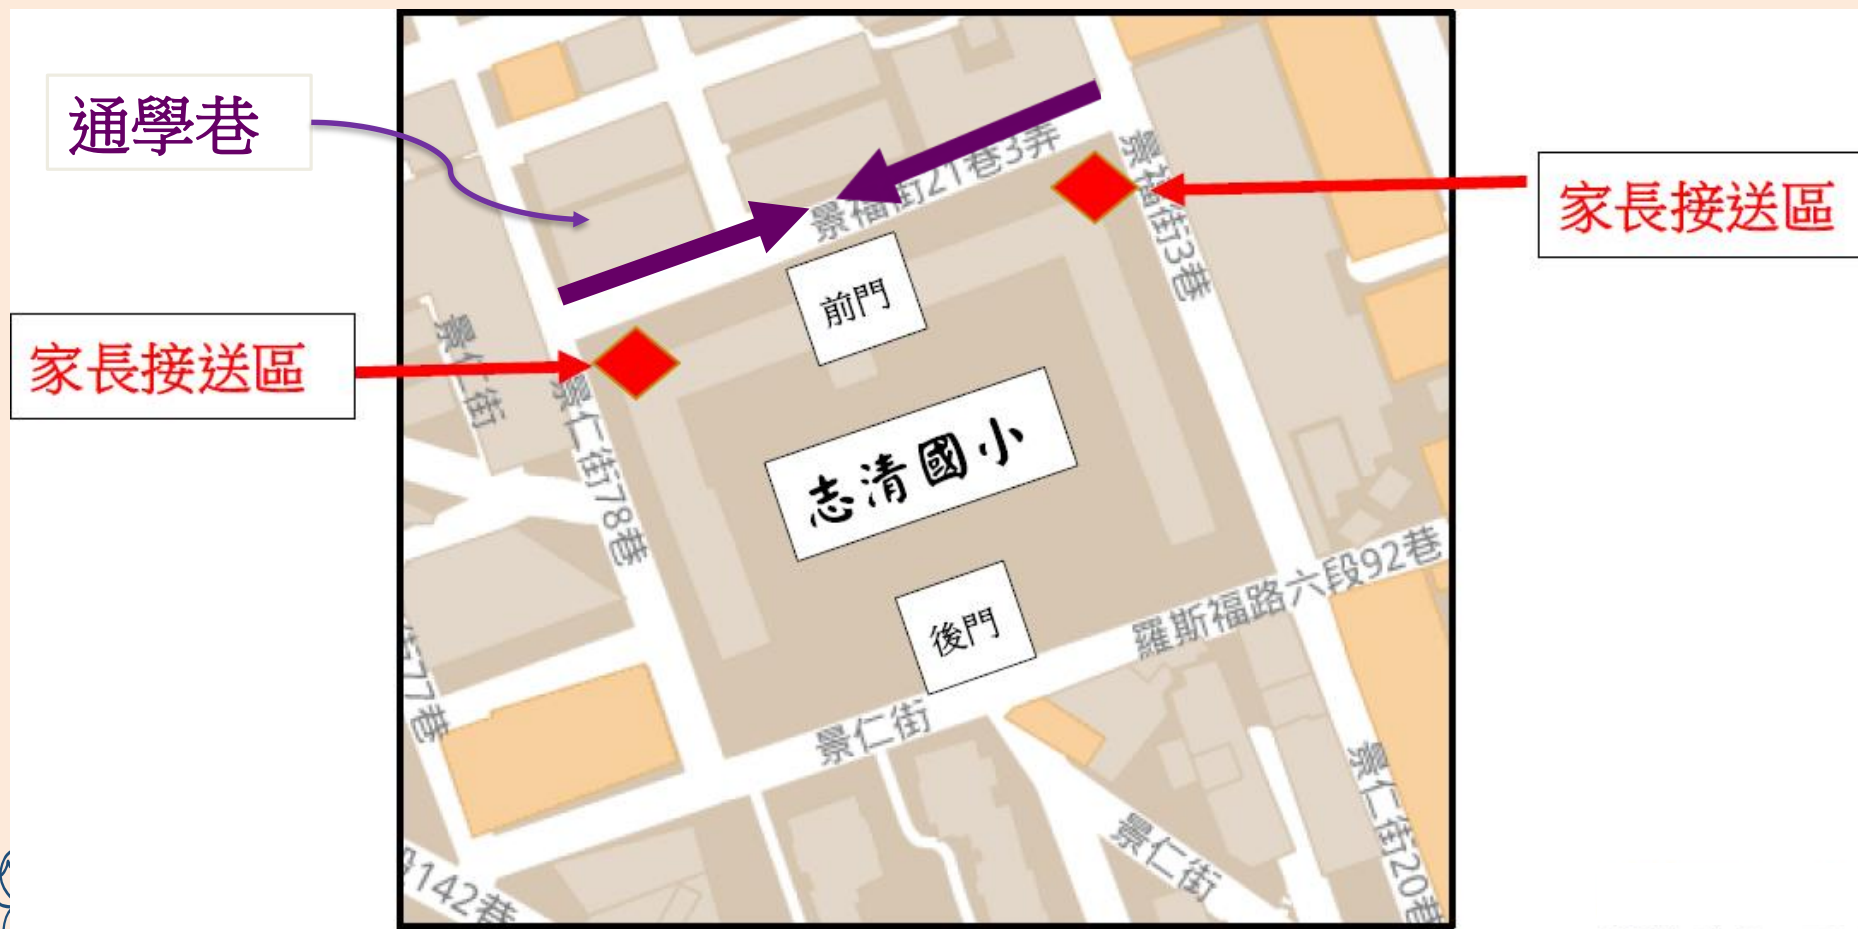 通學巷
景福街21巷3弄
景福街3巷
家長接送區
前門
家長接送區
景仁街
景仁街78巷
志清國小
羅斯福路六段92巷
後門
街77巷
景仁街
景仁街
景仁街20巷
142巷